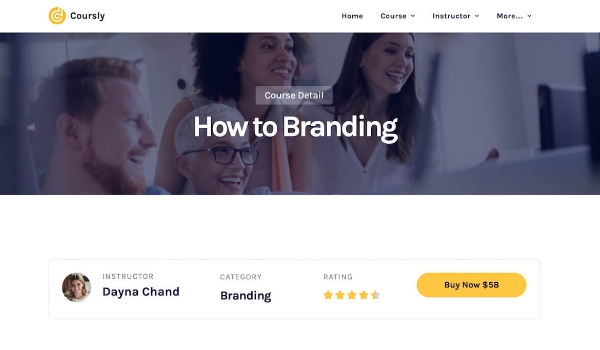 Coursly
Home Course Instructor More...
Course Detail
How to Branding
INSTRUCTOR CATEGORY RATING
Dayna Chand Branding
Buy Now $58